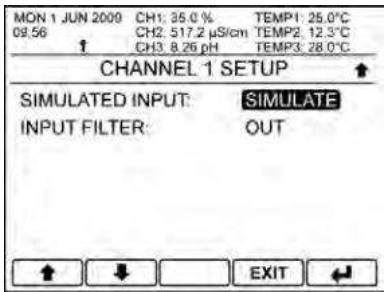 MON 1 JUN 2009 CH1: 35.0 % TEMP1: 25.0°C
09:56 CH2: 517.2 µS/cm TEMP2: 12.3°C
CH3: 8.26 pH TEMP3: 28.0°C
CHANNEL 1 SETUP
SIMULATED INPUT: SIMULATE
INPUT FILTER: OUT
EXIT